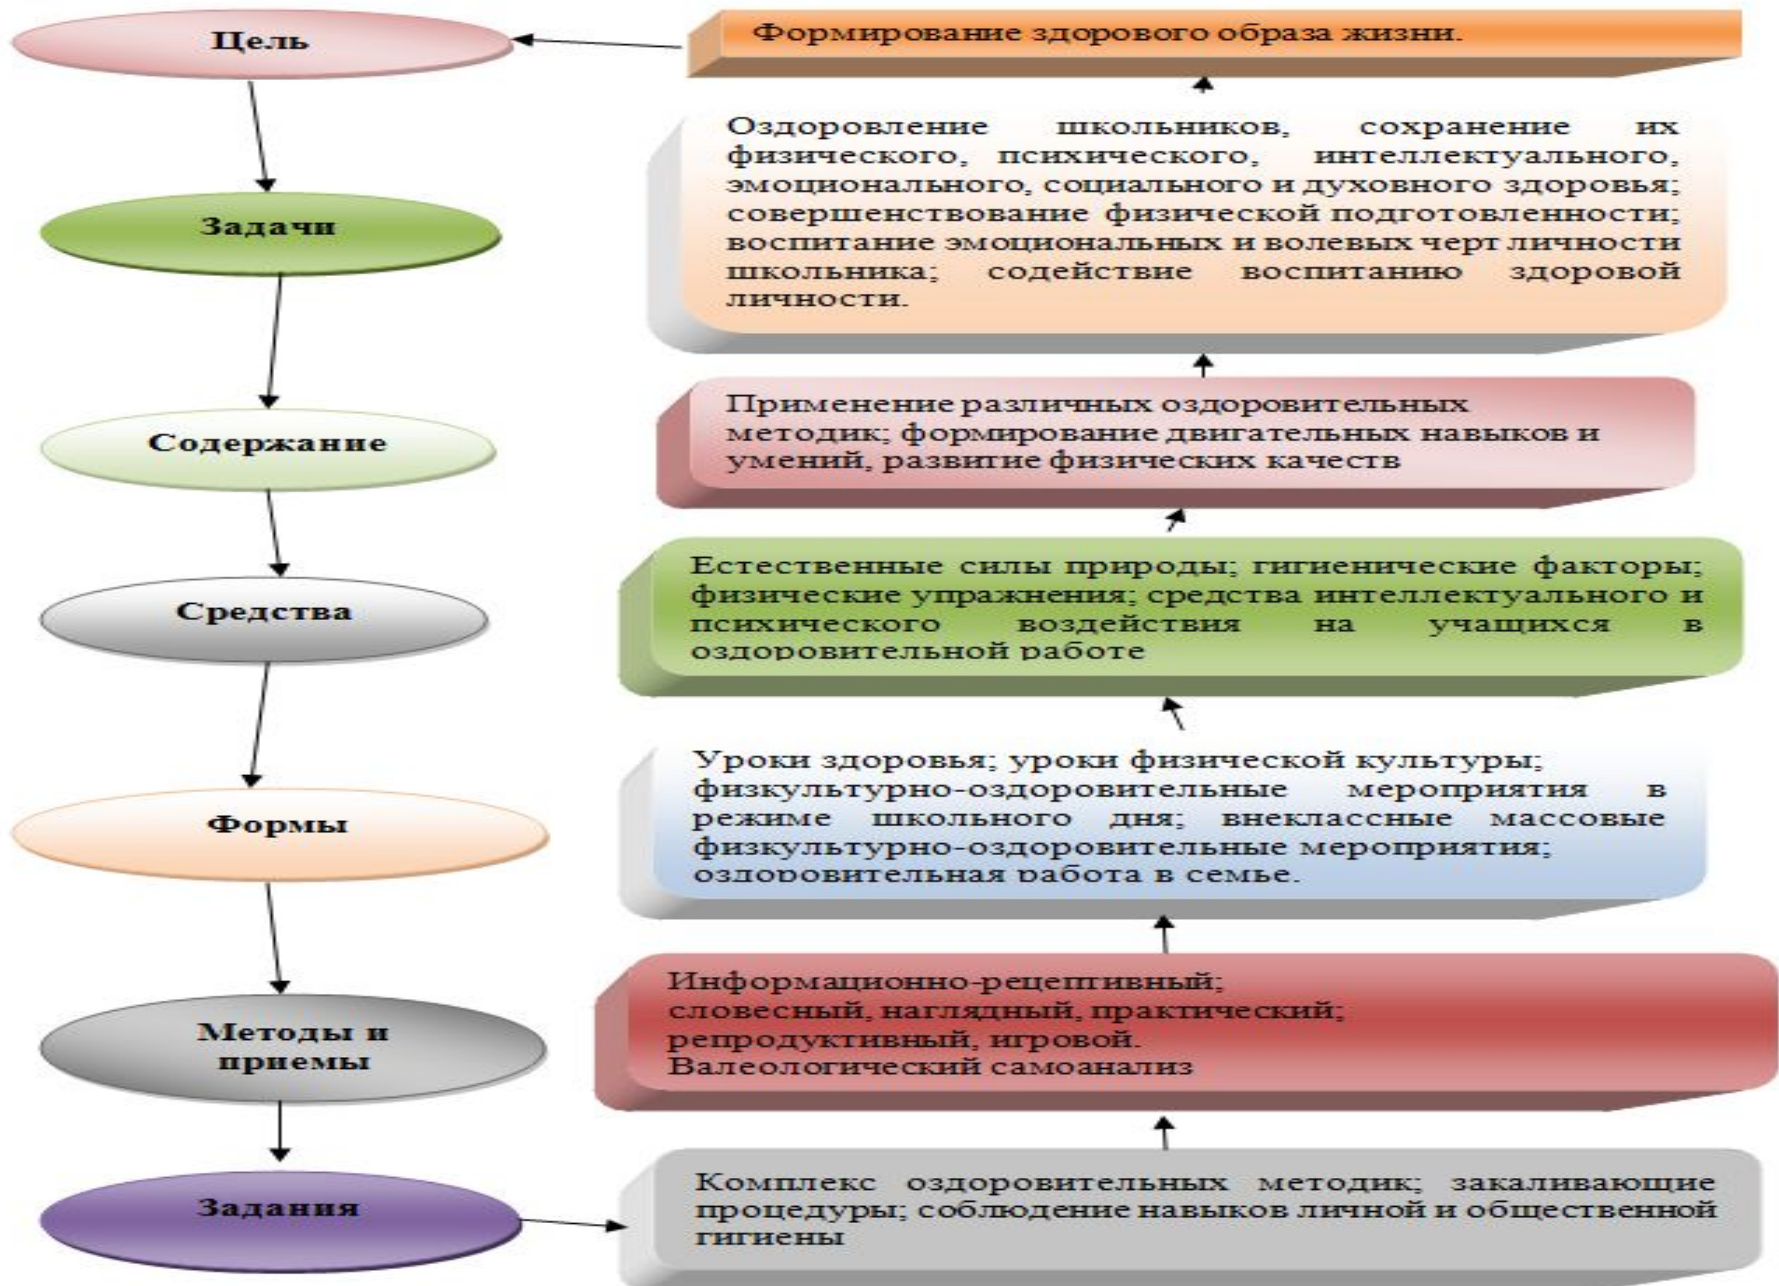 Цель
Формирование здорового образа жизни.
Задачи
Оздоровление школьников, сохранение их
физического, психического, интеллектуального,
эмоционального, социального и духовного здоровья;
совершенствование физической подготовленности;
воспитание эмоциональных и волевых черт личности
школьника; содействие воспитанию здоровой
личности.
Содержание
Применение различных оздоровительных
методик; формирование двигательных навыков и
умений, развитие физических качеств
Средства
Естественные силы природы; гигиенические факторы;
физические упражнения; средства интеллектуального и
психического воздействия на учащихся в
оздоровительной работе
Формы
Уроки здоровья; уроки физической культуры;
физкультурно-оздоровительные мероприятия в
режиме школьного дня; внеклассные массовые
физкультурно-оздоровительные мероприятия;
оздоровительная работа в семье.
Методы и
приемы
Информационно-рецептивный;
словесный, наглядный, практический;
репродуктивный, игровой.
Валеологический самоанализ
Задания
Комплекс оздоровительных методик; закаливающие
процедуры; соблюдение навыков личной и общественной
гигиены